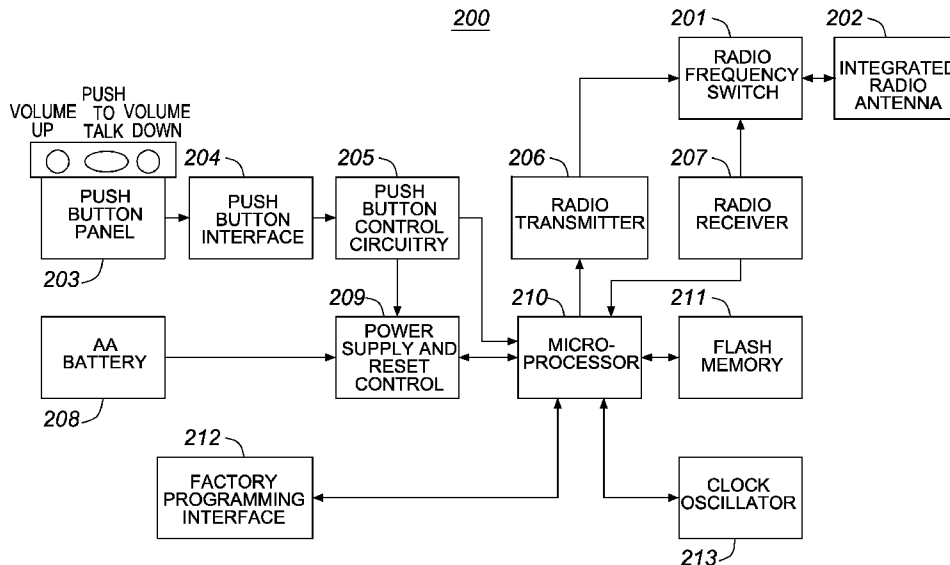 200
201
RADIO
FREQUENCY
SWITCH
202
INTEGRATED
RADIO
ANTENNA
VOLUME
UP
PUSH
TO
TALK
VOLUME
DOWN
203
PUSH
BUTTON
PANEL
204
PUSH
BUTTON
INTERFACE
205
PUSH
BUTTON
CONTROL
CIRCUITRY
206
RADIO
TRANSMITTER
207
RADIO
RECEIVER
208
AA
BATTERY
209
POWER
SUPPLY AND
RESET
CONTROL
210
MICRO-
PROCESSOR
211
FLASH
MEMORY
212
FACTORY
PROGRAMMING
INTERFACE
CLOCK
OSCILLATOR
213